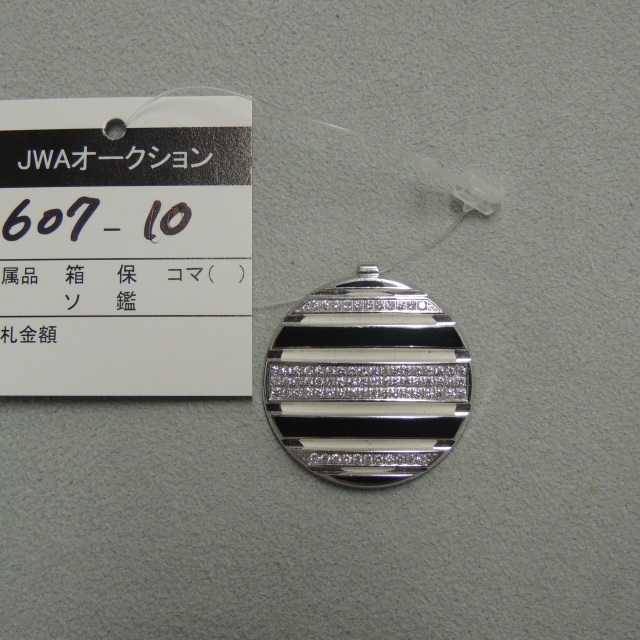 JWAオークション
607-10
属品 箱 保 コマ( )
ソ 鑑
札金額